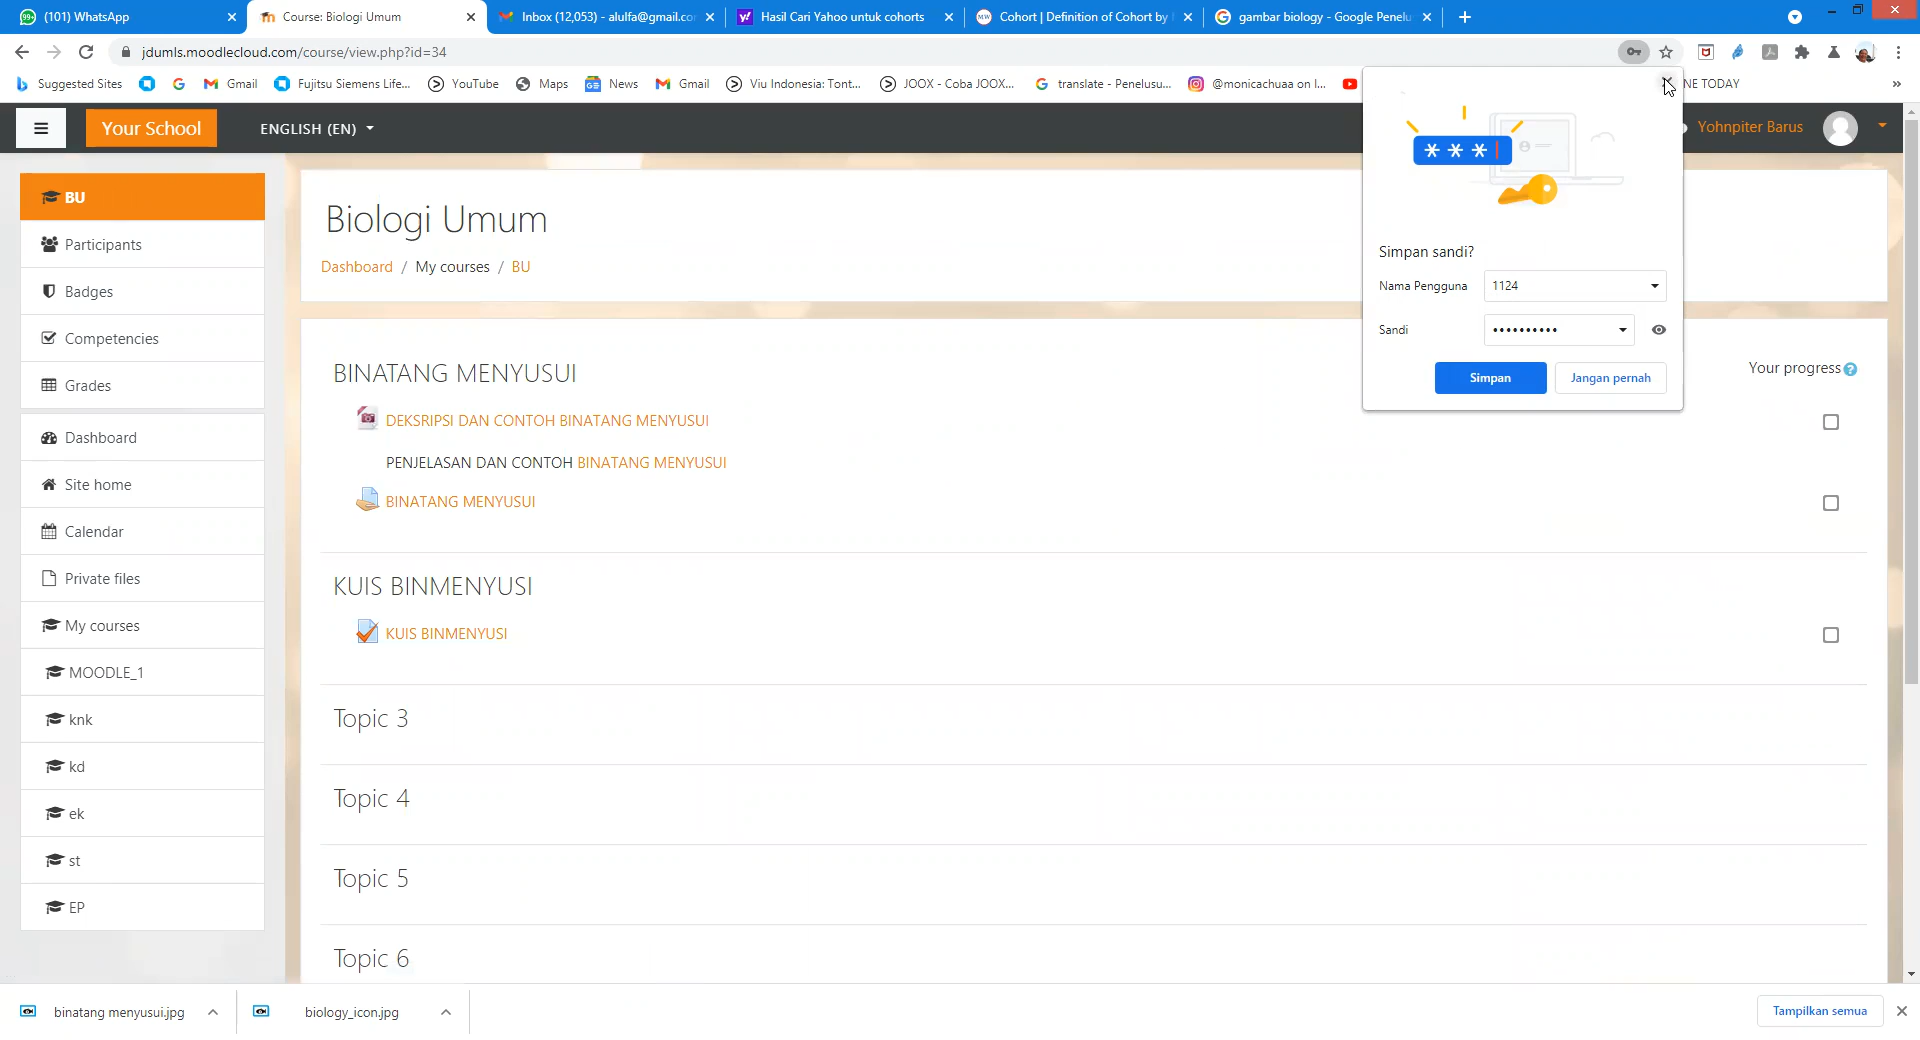 99+ (101) WhatsApp
Course: Biologi Umum
Inbox (12,053) - alulfa@gmail.co
Hasil Cari Yahoo untuk cohorts
Cohort | Definition of Cohort by
gambar biology - Google Penelu
jdumls.moodlecloud.com/course/view.php?id=34
Suggested Sites
Gmail
Fujitsu Siemens Life...
YouTube
Maps
News
Gmail
Viu Indonesia: Tont...
JOOX - Coba JOOX...
translate - Penelusu...
@monicachuaa on I...
NE TODAY
Your School
ENGLISH (EN)
Yohnpiter Barus
BU
Participants
Badges
Competencies
Grades
Dashboard
Site home
Calendar
Private files
My courses
MOODLE_1
knk
kd
ek
st
EP
Biologi Umum
Dashboard / My courses / BU
Simpan sandi?
Nama Pengguna 1124
Sandi ••••••••••
Simpan Jangan pernah
Your progress
BINATANG MENYUSUI
DEKSRIPSI DAN CONTOH BINATANG MENYUSUI
PENJELASAN DAN CONTOH BINATANG MENYUSUI
BINATANG MENYUSUI
KUIS BINMENYUSI
KUIS BINMENYUSI
Topic 3
Topic 4
Topic 5
Topic 6
binatang menyusui.jpg
biology_icon.jpg
Tampilkan semua